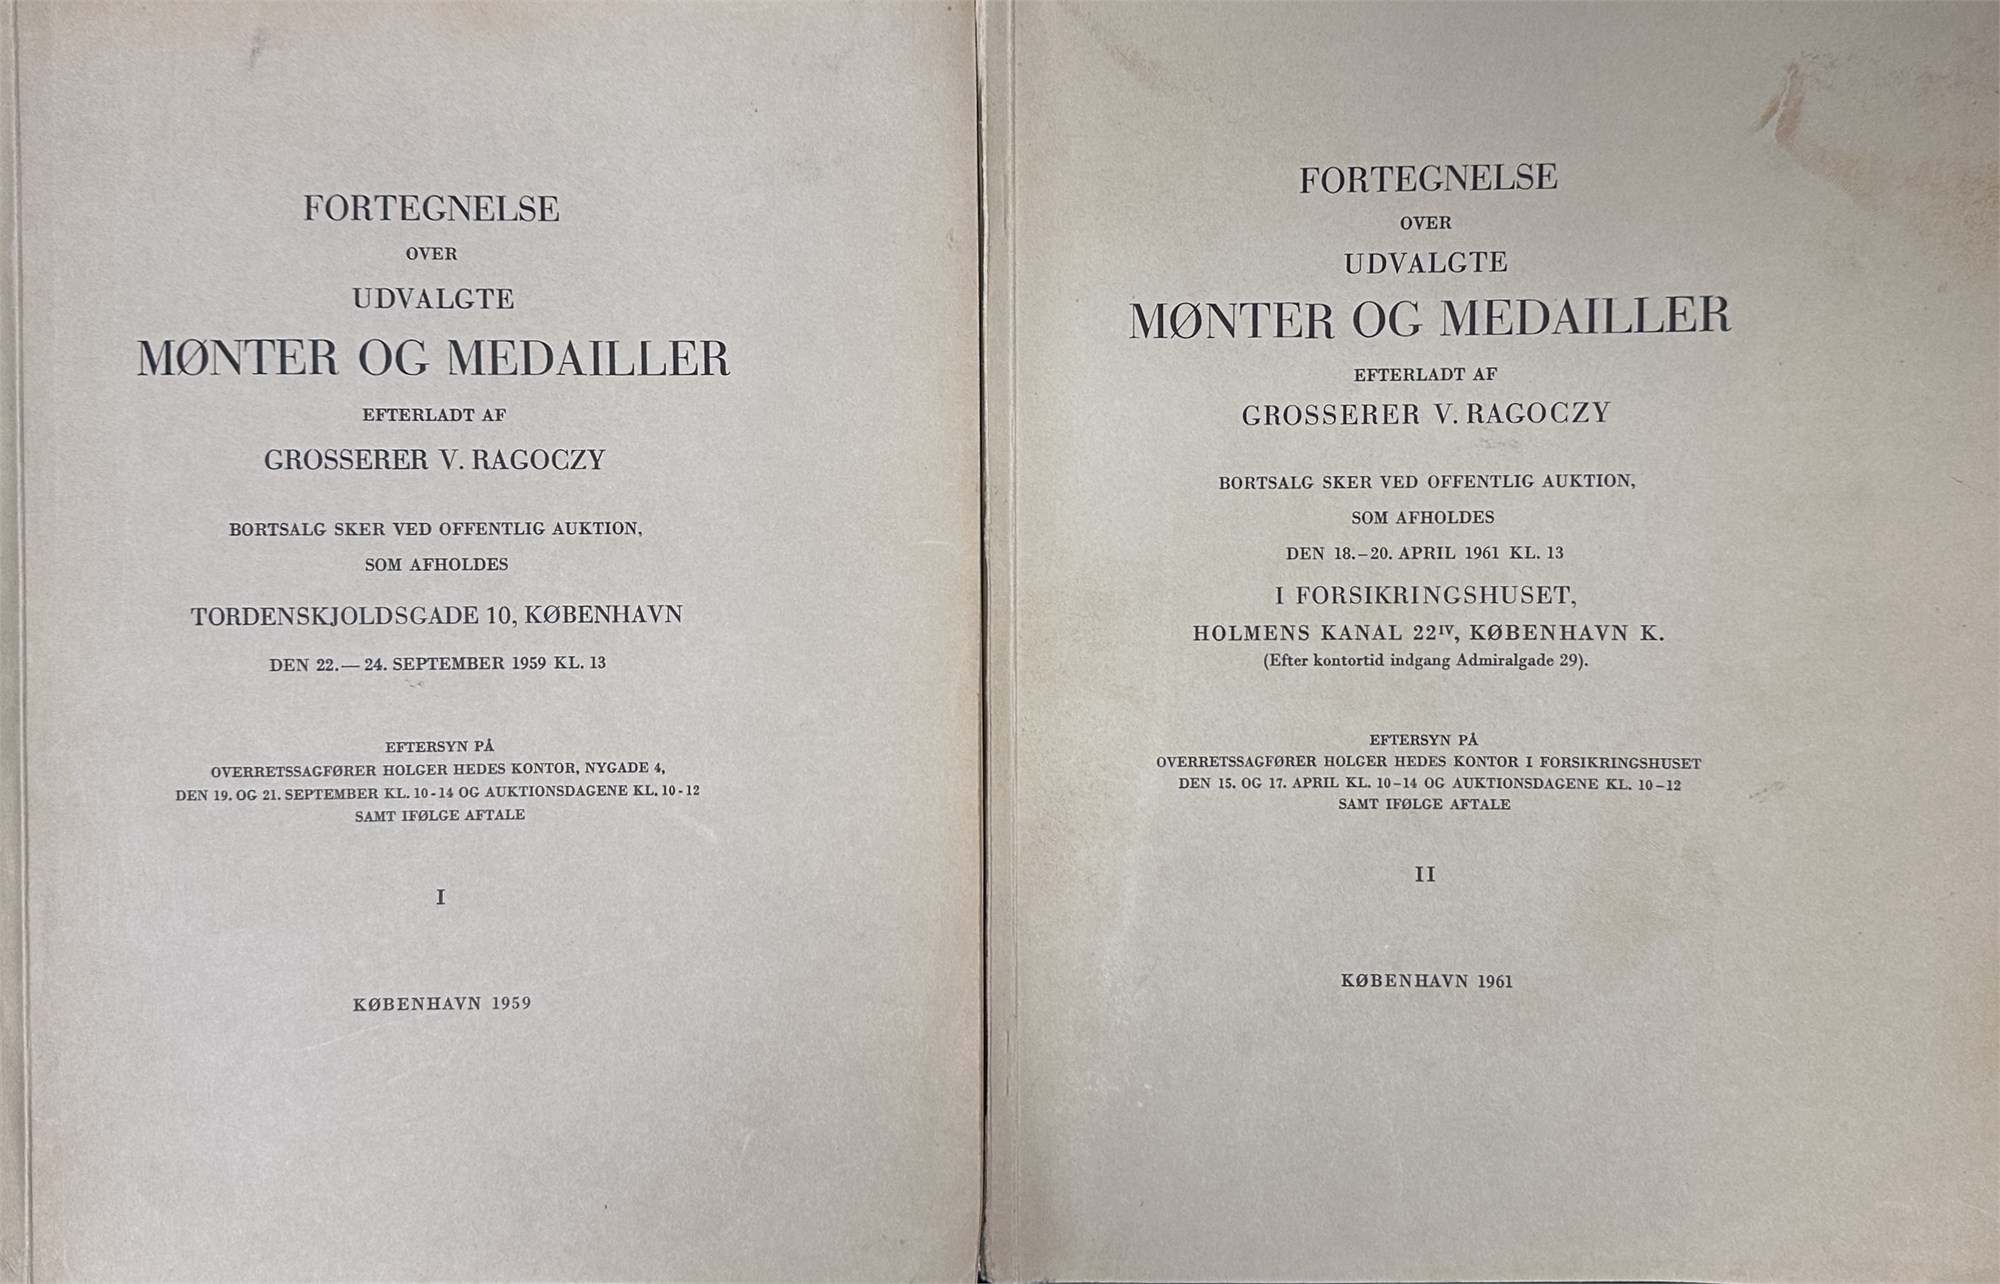 FORTEGNELSE
OVER
UDVALGTE
MØNTER OG MEDAILLER
EFTERLADT AF
GROSSERER V. RAGOCZY
BORTSALG SKER VED OFFENTLIG AUKTION,
SOM AFHOLDES
TORDENSKJOLDSGADE 10, KØBENHAVN
DEN 22.— 24. SEPTEMBER 1959 KL. 13
EFTERSYN PÅ
OVERRETSSAGFØRER HOLGER HEDES KONTOR, NYGADE 4,
DEN 19. OG 21. SEPTEMBER KL. 10-14 OG AUKTIONSDAGENE KL. 10-12
SAMT IFØLGE AFTALE
I
KØBENHAVN 1959
FORTEGNELSE
OVER
UDVALGTE
MØNTER OG MEDAILLER
EFTERLADT AF
GROSSERER V. RAGOCZY
BORTSALG SKER VED OFFENTLIG AUKTION,
SOM AFHOLDES
DEN 18.–20. APRIL 1961 KL. 13
I FORSIKRINGSHUSET,
HOLMENS KANAL 22IV, KØBENHAVN K.
(Efter kontortid indgang Admiralgade 29).
EFTERSYN PÅ
OVERRETSSAGFØRER HOLGER HEDES KONTOR I FORSIKRINGSHUSET
DEN 15. OG 17. APRIL KL. 10–14 OG AUKTIONSDAGENE KL. 10–12
SAMT IFØLGE AFTALE
II
KØBENHAVN 1961